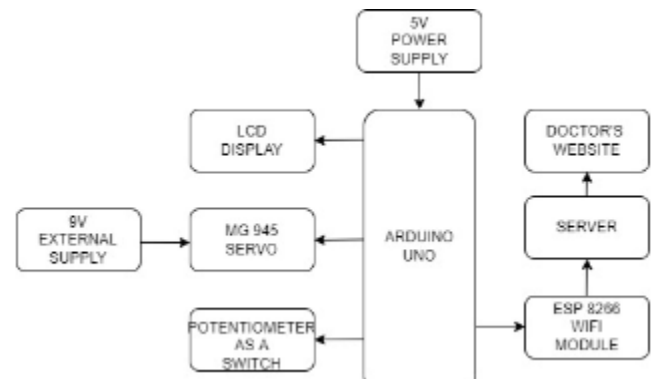 5V
POWER
SUPPLY
LCD
DISPLAY
DOCTOR'S
WEBSITE
9V
EXTERNAL
SUPPLY
MG 945
SERVO
ARDUINO
UNO
SERVER
POTENTIOMETER
AS A
SWITCH
ESP 8266
WIFI
MODULE